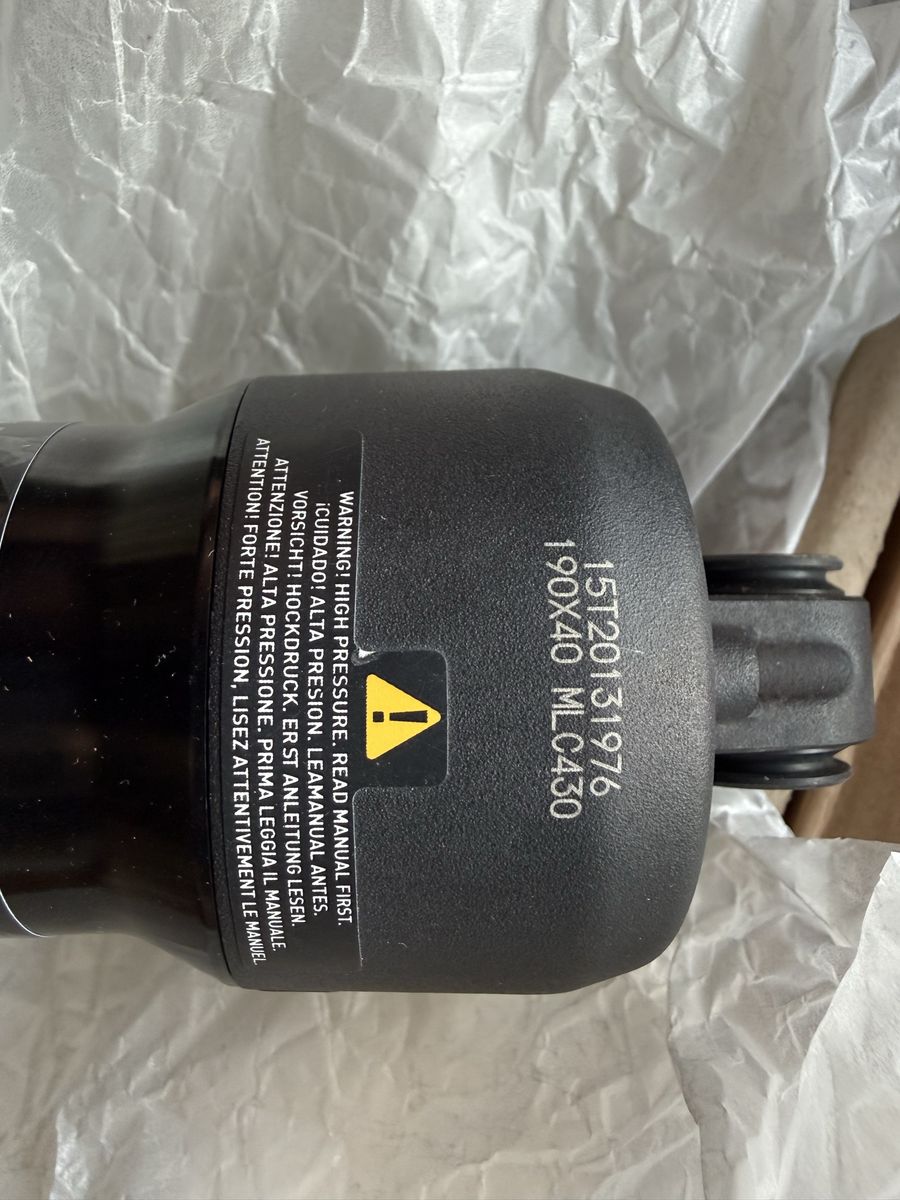 15T20131976
190X40 MLC430
WARNING! HIGH PRESSURE. READ MANUAL FIRST.
¡CUIDADO! ALTA PRESION. LEAMANUAL ANTES.
VORSICHT! HOCKDRUCK. ERST ANLEITUNG LESEN.
ATTENZIONE! ALTA PRESSIONE. PRIMA LEGGIA IL MANUALE.
ATTENTION! FORTE PRESSION, LISEZ ATTENTIVEMENT LE MANUEL.